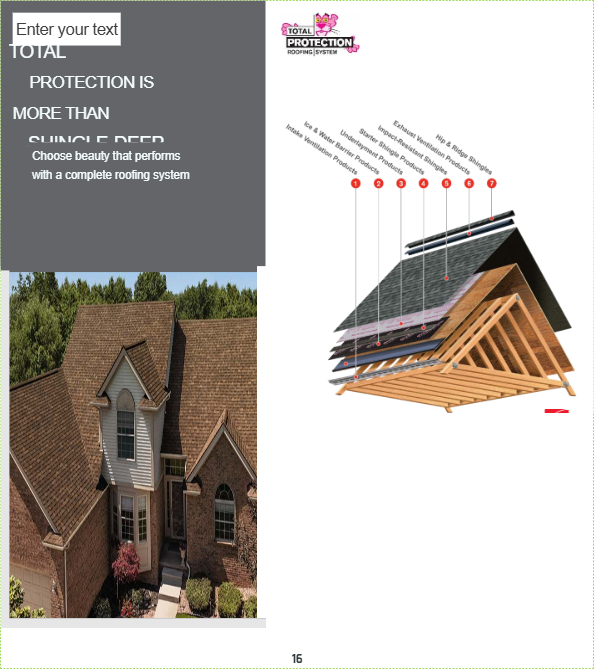 Enter your text
TOTAL
PROTECTION IS
MORE THAN
SHINGLE DEEP
Choose beauty that performs
with a complete roofing system
TOTAL
PROTECTION
ROOFING SYSTEM
Intake Ventilation Products
Ice & Water Barrier Products
Underlayment Products
Starter Shingle Products
Impact-Resistant Shingles
Exhaust Ventilation Products
Hip & Ridge Shingles
1 2 3 4 5 6 7
16